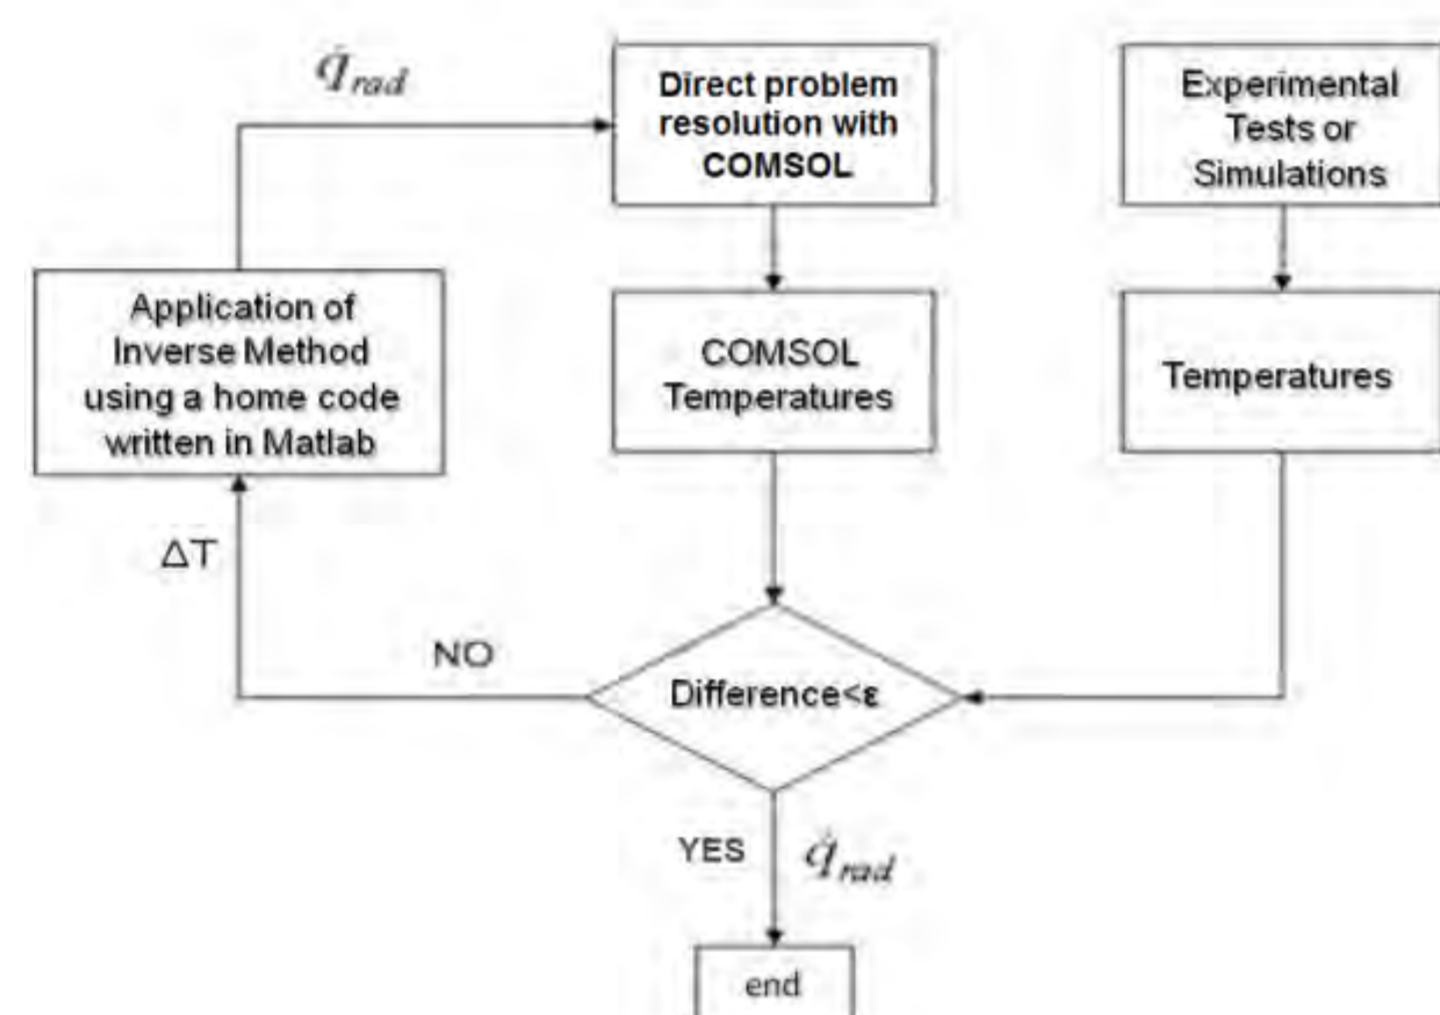 q̇rad
Direct problem
resolution with
COMSOL
Experimental
Tests or
Simulations
Application of
Inverse Method
using a home code
written in Matlab
COMSOL
Temperatures
Temperatures
ΔT
NO
Difference<ε
YES
q̇rad
end